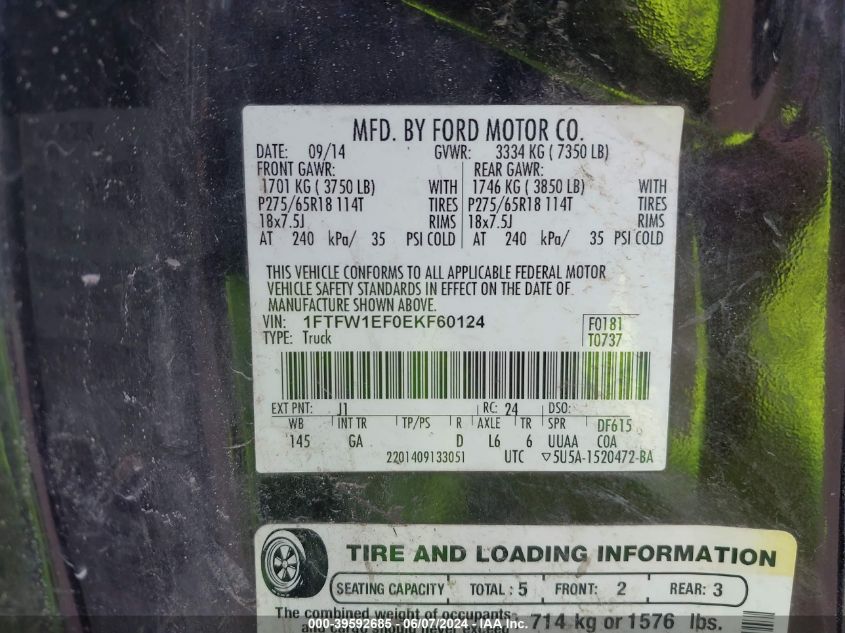 MFD. BY FORD MOTOR CO.
DATE: 09/14 GVWR: 3334 KG ( 7350 LB)
FRONT GAWR: REAR GAWR:
1701 KG ( 3750 LB) WITH 1746 KG ( 3850 LB) WITH
P275/65R18 114T TIRES P275/65R18 114T TIRES
18x7.5J RIMS 18x7.5J RIMS
AT 240 kPa/ 35 PSI COLD AT 240 kPa/ 35 PSI COLD
THIS VEHICLE CONFORMS TO ALL APPLICABLE FEDERAL MOTOR
VEHICLE SAFETY STANDARDS IN EFFECT ON THE DATE OF
MANUFACTURE SHOWN ABOVE.
VIN: 1FTFW1EF0EKF60124 F0181
TYPE: Truck T0737
EXT PNT: J1 RC: 24 DSO:
WB INT TR TP/PS R AXLE TR SPR DF615
145 GA D L6 6 UUAA COA
2201409133051 UTC ▽5U5A-1520472-BA
TIRE AND LOADING INFORMATION
SEATING CAPACITY TOTAL : 5 FRONT: 2 REAR: 3
The combined weight of occupants
and cargo should never exceed 714 kg or 1576 lbs.
000-39592685 - 06/07/2024 - IAA Inc.